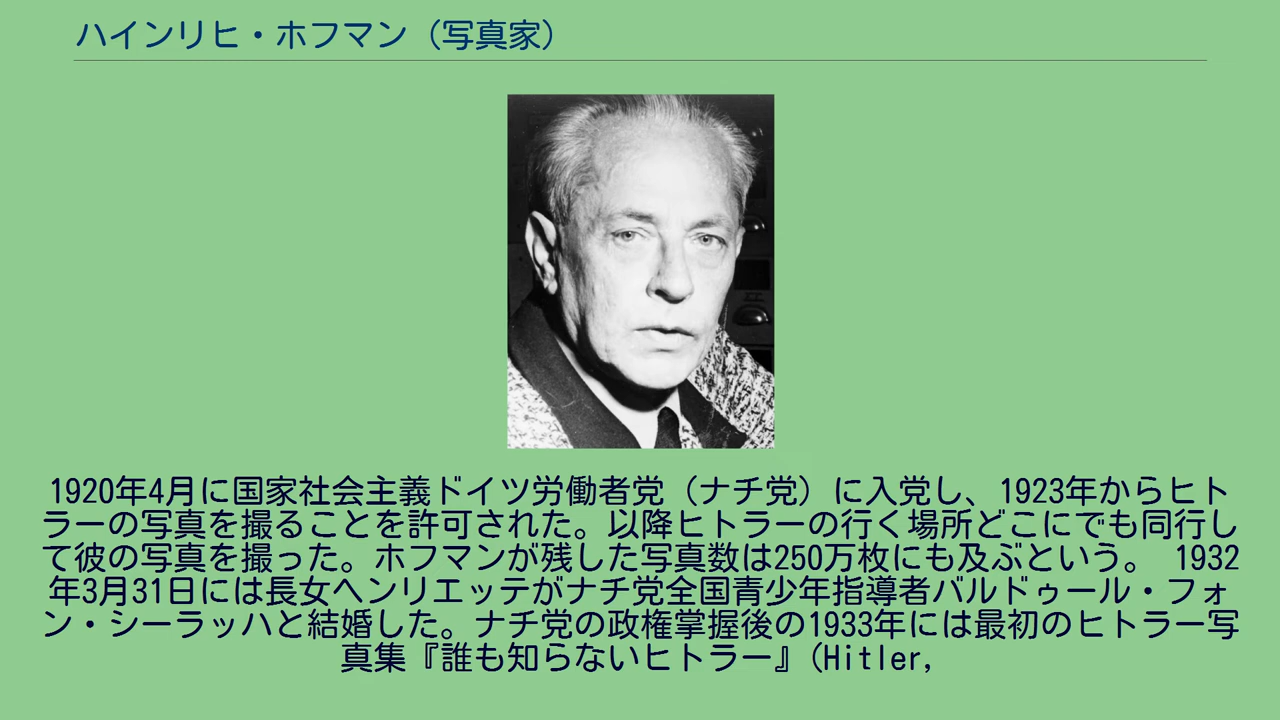 ハインリヒ・ホフマン（写真家）
1920年4月に国家社会主義ドイツ労働者党（ナチ党）に入党し、1923年からヒト
ラーの写真を撮ることを許可された。以降ヒトラーの行く場所どこにでも同行し
て彼の写真を撮った。ホフマンが残した写真数は250万枚にも及ぶという。 1932
年3月31日には長女ヘンリエッテがナチ党全国青少年指導者バルドゥール・フォ
ン・シーラッハと結婚した。ナチ党の政権掌握後の1933年には最初のヒトラー写
真集『誰も知らないヒトラー』(Hitler,